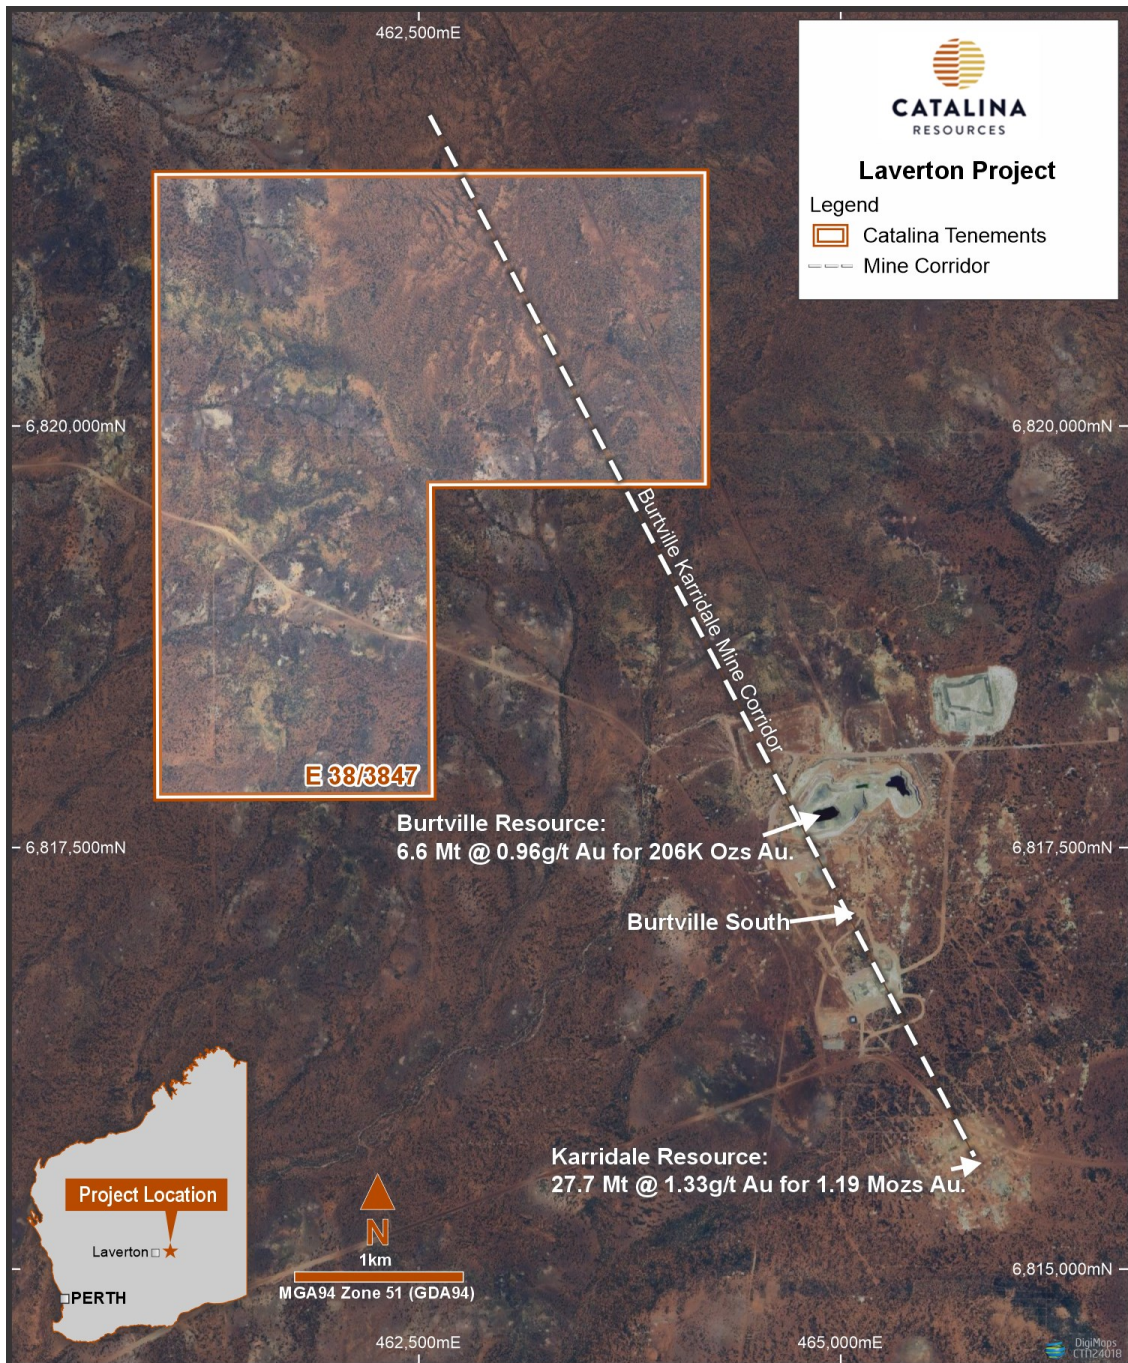 462,500mE
CATALINA
RESOURCES
Laverton Project
Legend
Catalina Tenements
Mine Corridor
6,820,000mN
6,820,000mN
Burtville Karridale Mine Corridor
E 38/3847
Burtville Resource:
6.6 Mt @ 0.96g/t Au for 206K Ozs Au.
6,817,500mN
6,817,500mN
Burtville South
Karridale Resource:
27.7 Mt @ 1.33g/t Au for 1.19 Mozs Au.
Project Location
Laverton
PERTH
N
1km
MGA94 Zone 51 (GDA94)
6,815,000mN
462,500mE
465,000mE
DigiMaps
CTN24018